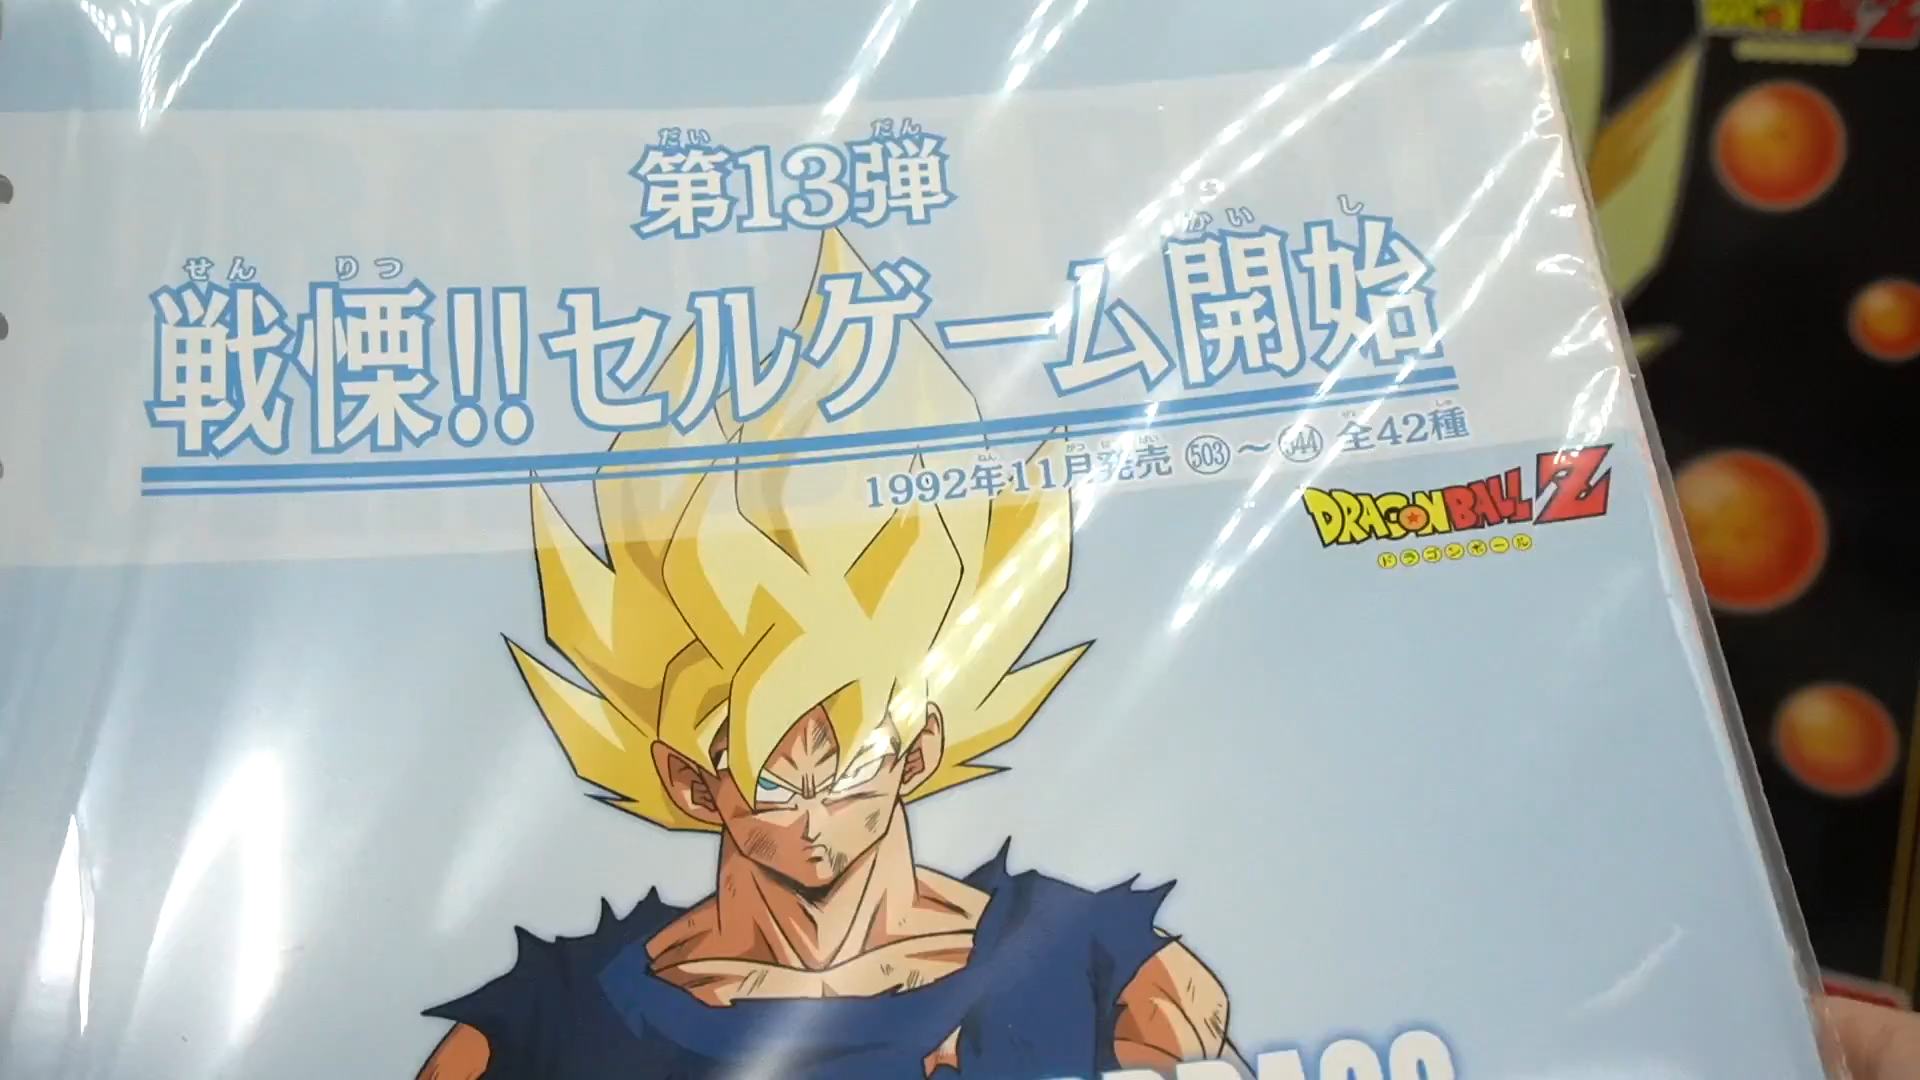 だい だん
第13弾
せん りつ かい し
戦慄!!セルゲーム開始
1992年11月発売 503～544 全42種
DRAGON BALL Z
ドラゴンボール